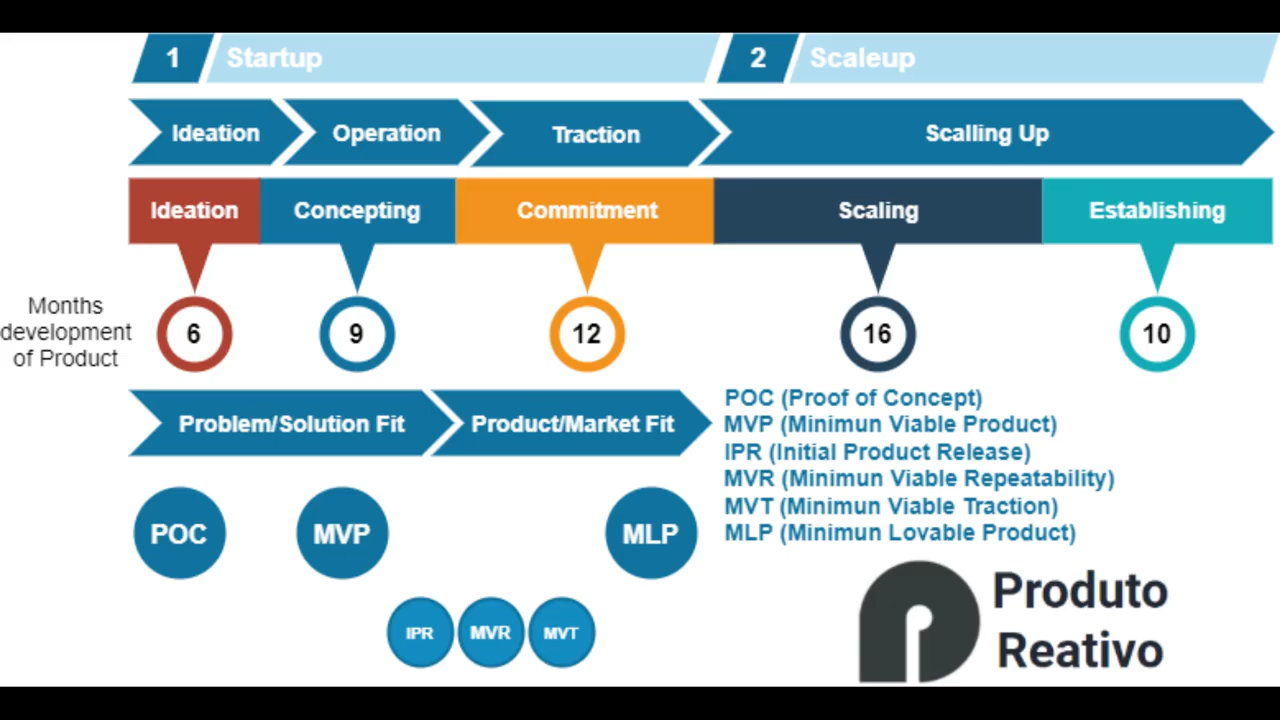 1 Startup 2 Scaleup
Ideation Operation Traction Scalling Up
Ideation Concepting Commitment Scaling Establishing
Months
development
of Product
6 9 12 16 10
Problem/Solution Fit Product/Market Fit
POC (Proof of Concept)
MVP (Minimun Viable Product)
IPR (Initial Product Release)
MVR (Minimun Viable Repeatability)
MVT (Minimun Viable Traction)
MLP (Minimun Lovable Product)
POC MVP MLP
IPR MVR MVT
Produto
Reativo